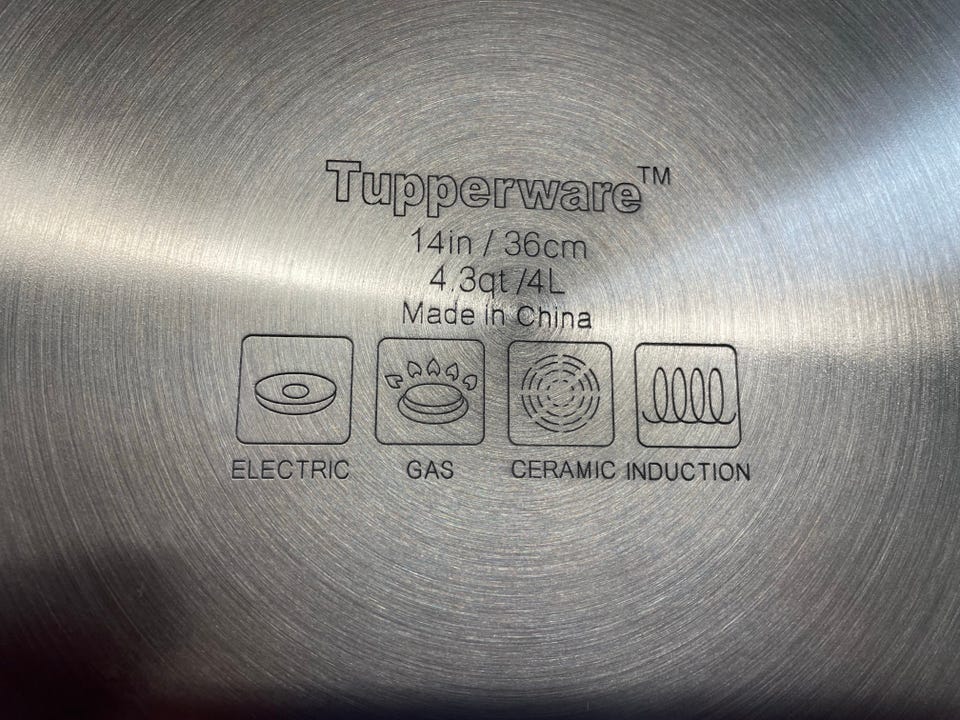 Tupperware™
14in / 36cm
4.3qt /4L
Made in China
ELECTRIC GAS CERAMIC INDUCTION